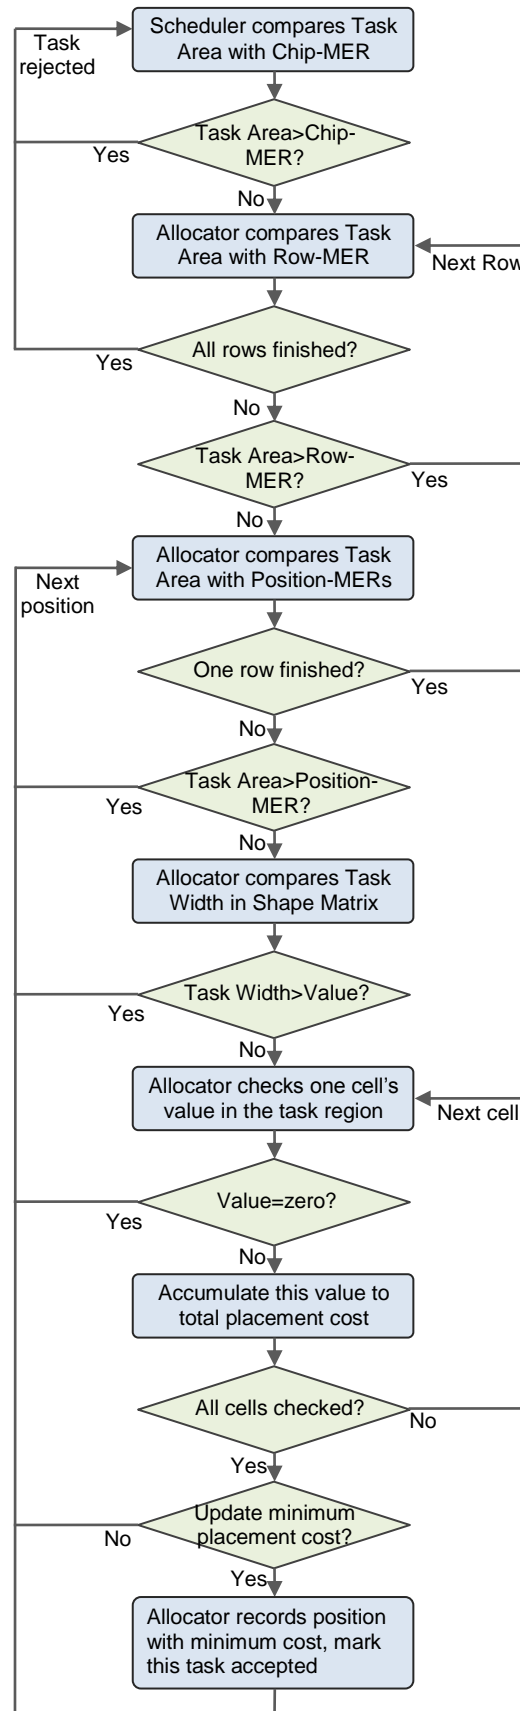 Scheduler compares Task
Area with Chip-MER
Task
rejected
Task Area>Chip-
MER?
Yes
No
Allocator compares Task
Area with Row-MER
Next Row
All rows finished?
Yes
No
Task Area>Row-
MER?
Yes
No
Allocator compares Task
Area with Position-MERs
Next
position
One row finished?
Yes
No
Task Area>Position-
MER?
Yes
No
Allocator compares Task
Width in Shape Matrix
Task Width>Value?
Yes
No
Allocator checks one cell's
value in the task region
Next cell
Value=zero?
Yes
No
Accumulate this value to
total placement cost
All cells checked?
No
Yes
Update minimum
placement cost?
No
Yes
Allocator records position
with minimum cost, mark
this task accepted